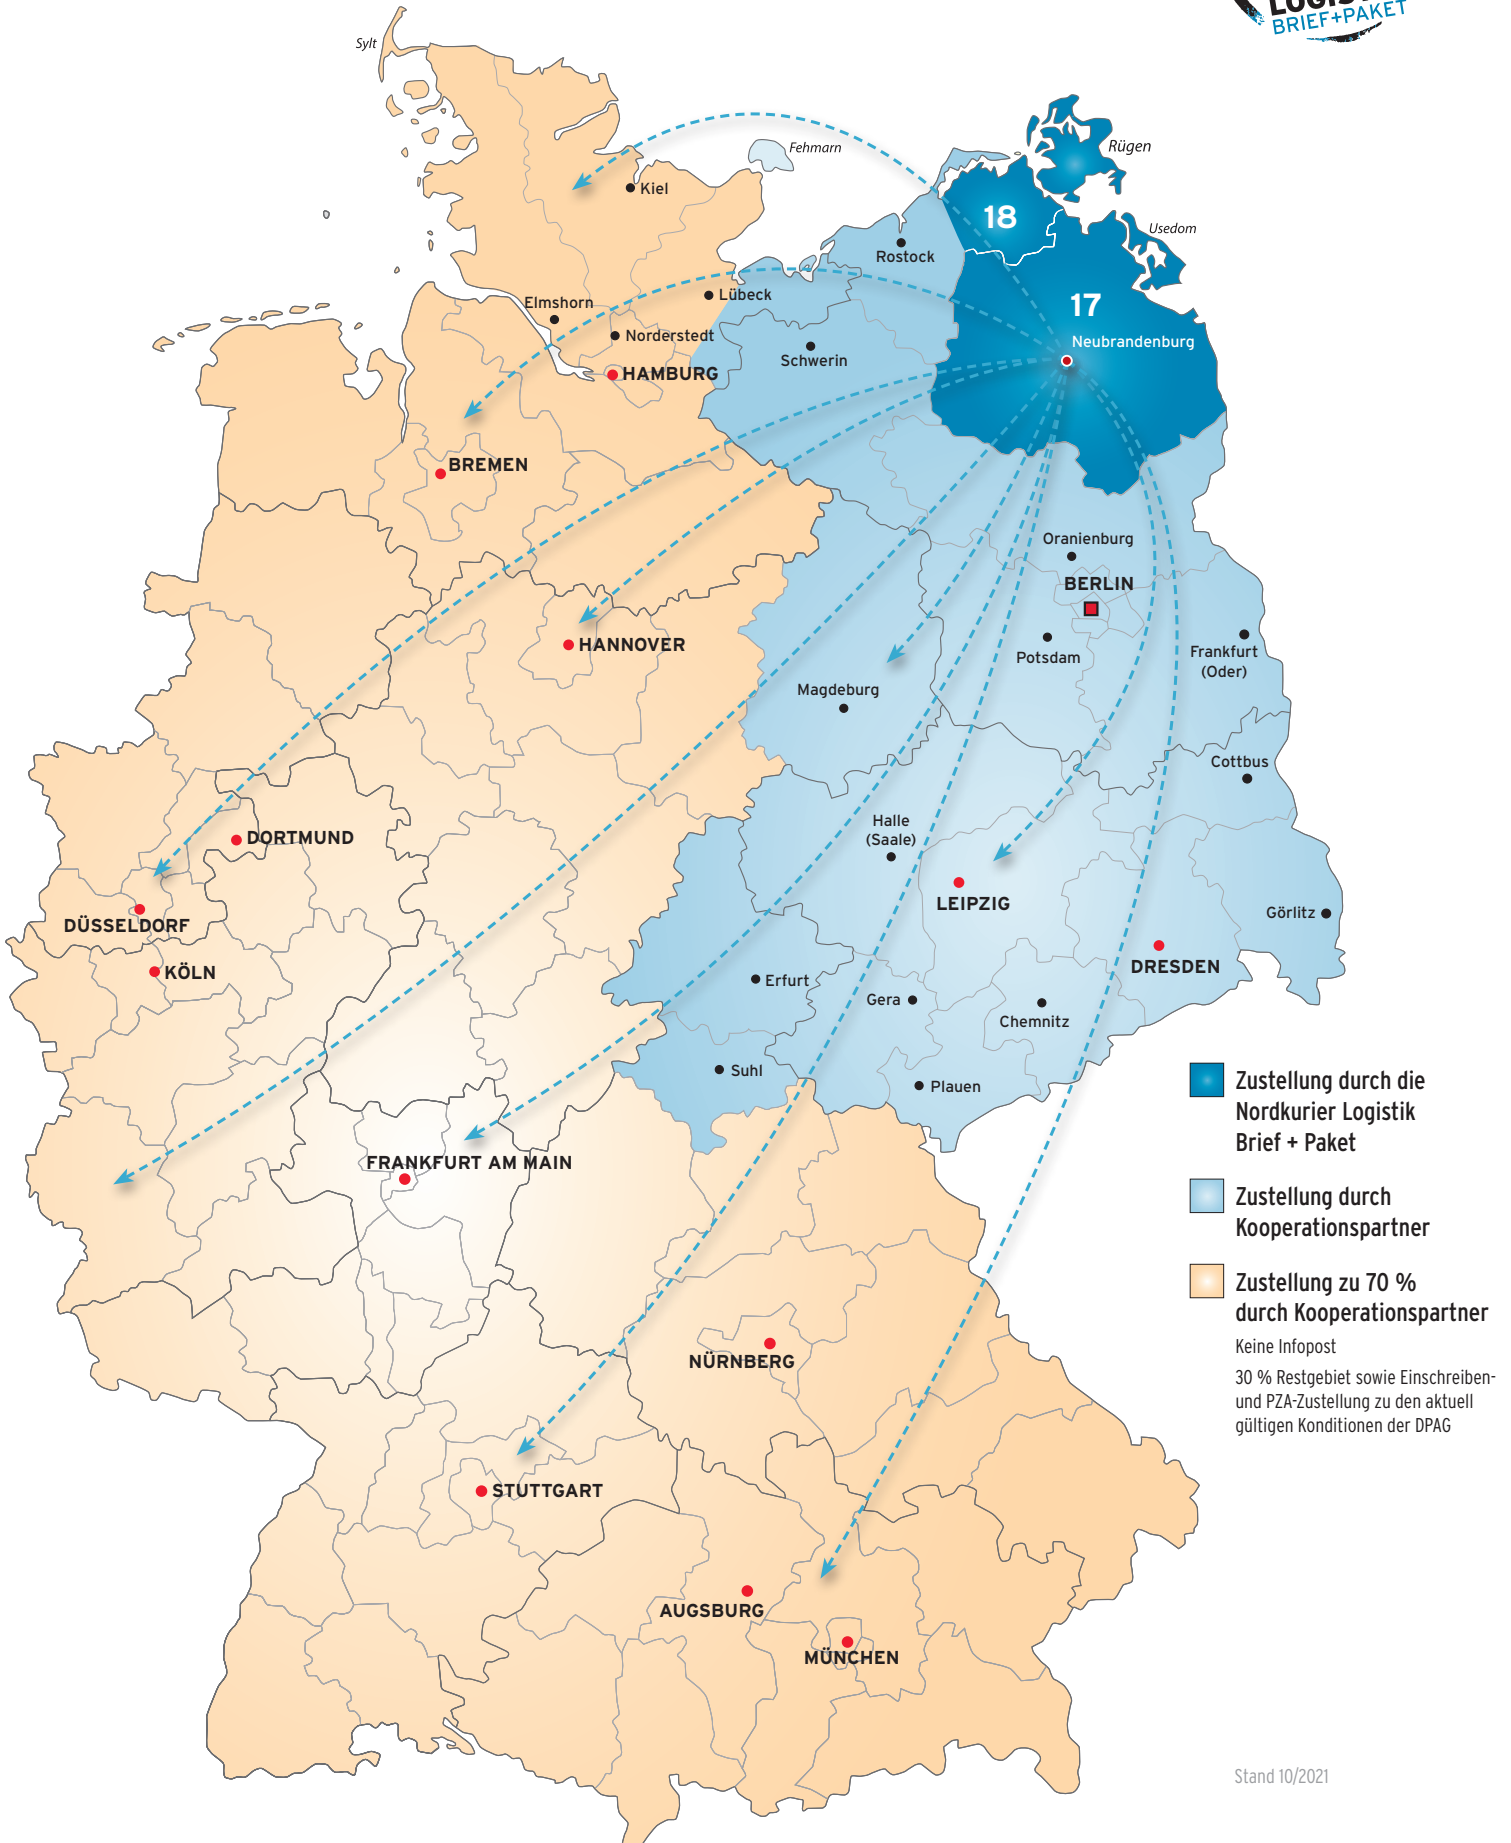 BRIEF+PAKET
Sylt
Fehmarn
Rügen
Kiel
18
Usedom
Rostock
Elmshorn
Lübeck
17
Norderstedt
Neubrandenburg
Schwerin
HAMBURG
BREMEN
Oranienburg
BERLIN
HANNOVER
Potsdam
Frankfurt
(Oder)
Magdeburg
Cottbus
Halle
(Saale)
DORTMUND
LEIPZIG
Görlitz
DÜSSELDORF
DRESDEN
KÖLN
Erfurt
Gera
Chemnitz
Suhl
Plauen
Zustellung durch die
Nordkurier Logistik
Brief + Paket
FRANKFURT AM MAIN
Zustellung durch
Kooperationspartner
Zustellung zu 70 %
durch Kooperationspartner
Keine Infopost
30 % Restgebiet sowie Einschreiben-
und PZA-Zustellung zu den aktuell
gültigen Konditionen der DPAG
NÜRNBERG
STUTTGART
AUGSBURG
MÜNCHEN
Stand 10/2021